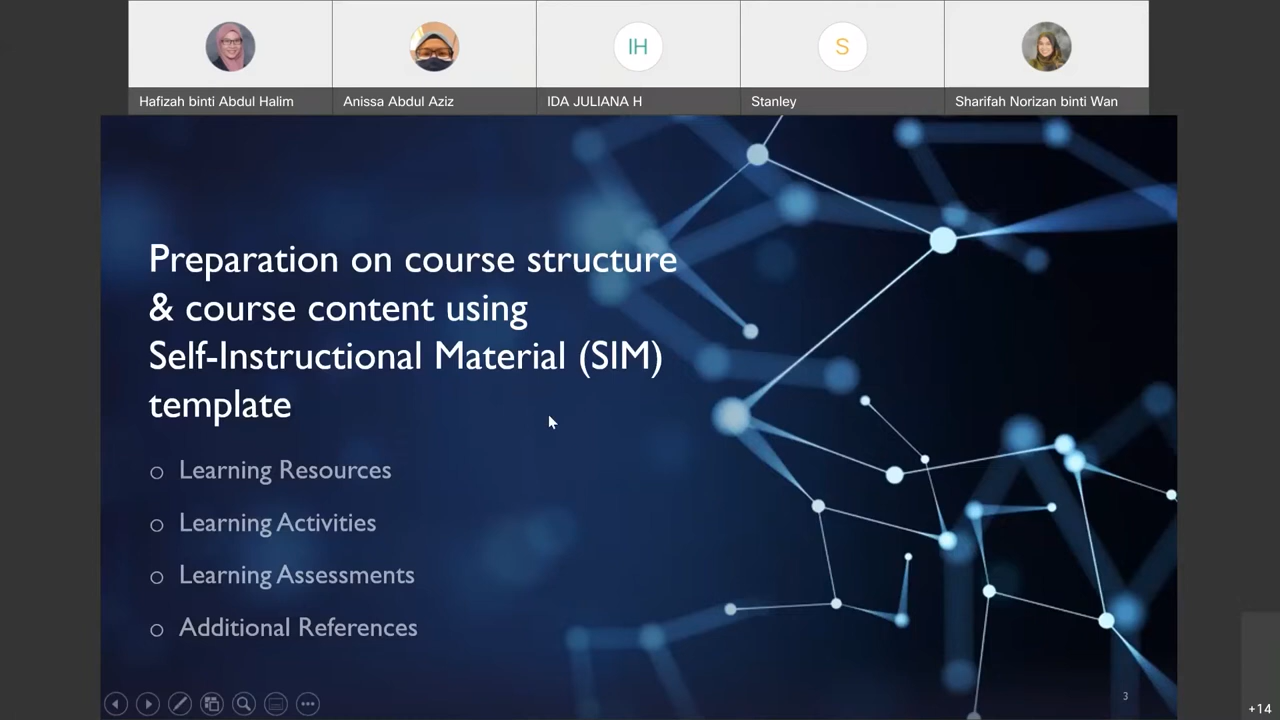 Hafizah binti Abdul Halim
Anissa Abdul Aziz
IH
IDA JULIANA H
S
Stanley
Sharifah Norizan binti Wan
Preparation on course structure
& course content using
Self-Instructional Material (SIM)
template
Learning Resources
Learning Activities
Learning Assessments
Additional References
3
+14